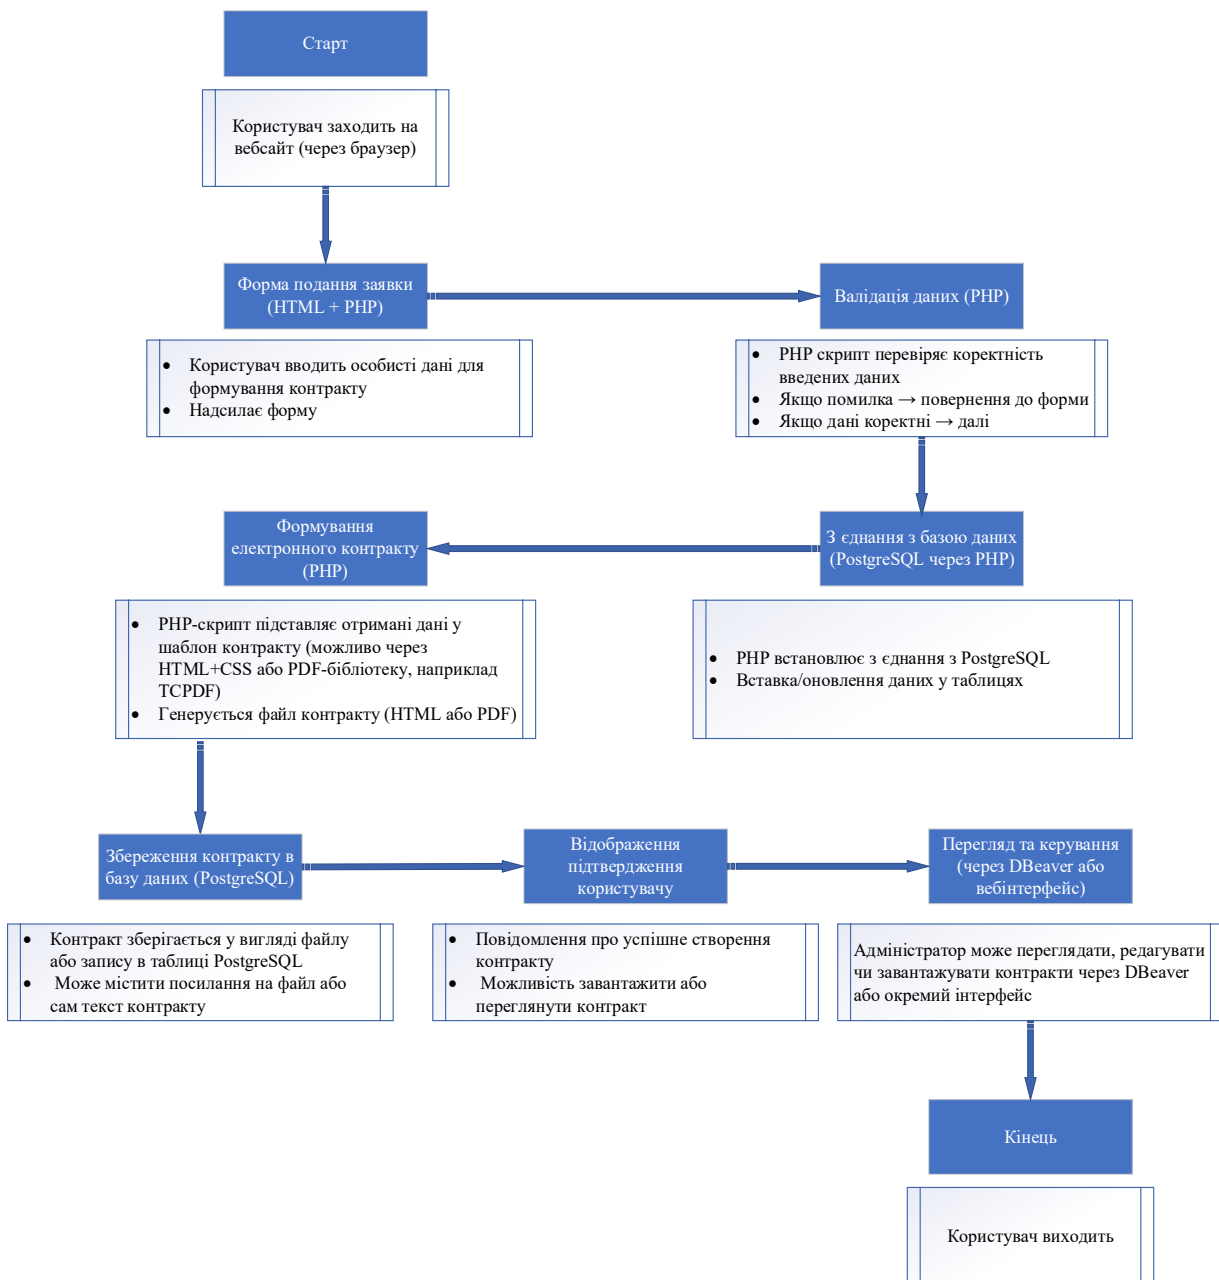 Старт
Користувач заходить на
вебсайт (через браузер)
Форма подання заявки
(HTML + PHP)
Валідація даних (PHP)
• Користувач вводить особисті дані для
формування контракту
• Надсилає форму
• PHP скрипт перевіряє коректність
введених даних
• Якщо помилка → повернення до форми
• Якщо дані коректні → далі
Формування
електронного контракту
(PHP)
З єднання з базою даних
(PostgreSQL через PHP)
• PHP-скрипт підставляє отримані дані у
шаблон контракту (можливо через
HTML+CSS або PDF-бібліотеку, наприклад
TCPDF)
• Генерується файл контракту (HTML або PDF)
• PHP встановлює з єднання з PostgreSQL
• Вставка/оновлення даних у таблицях
Збереження контракту в
базу даних (PostgreSQL)
Відображення
підтвердження
користувачу
Перегляд та керування
(через DBeaver або
вебінтерфейс)
• Контракт зберігається у вигляді файлу
або запису в таблиці PostgreSQL
• Може містити посилання на файл або
сам текст контракту
• Повідомлення про успішне створення
контракту
• Можливість завантажити або
переглянути контракт
Адміністратор може переглядати, редагувати
чи завантажувати контракти через DBeaver
або окремий інтерфейс
Кінець
Користувач виходить